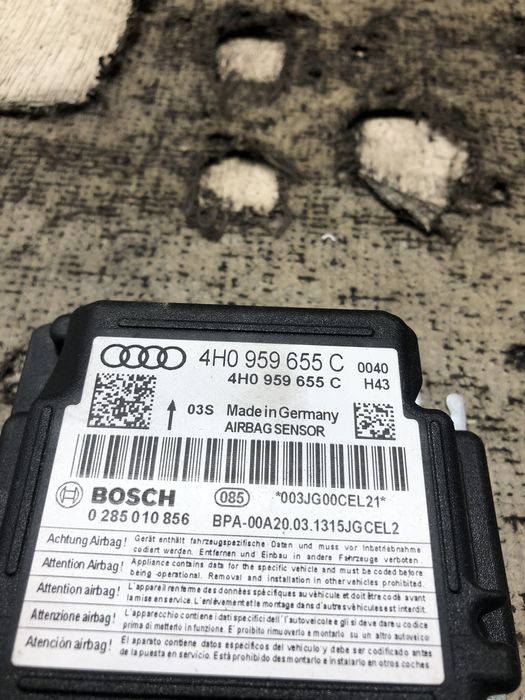 4H0 959 655 C 0040
4H0 959 655 C H43
03S Made in Germany
AIRBAG SENSOR
BOSCH 085 *003JG00CEL21*
0 285 010 856 BPA-00A20.03.1315JGCEL2
Achtung Airbag! Gerät enthält fahrzeugspezifische Daten und muss vor Inbetriebnahme
codiert werden. Entfernen und Einbau in andere Fahrzeuge verboten.
Attention Airbag! Appliance contains data for the specific vehicle and must be coded before
being operational. Removal and installation in other vehicles prohibited.
Attention airbag! L'appareil renferme des données spécifiques au véhicule et doit être codé avant
la mise en service. L'enlèvement et le montage dans d'autres véhicules est interdit.
Attenzione airbag! L'apparecchio contiene i dati specifici dell'autoveicolo e gli si deve dare u codice
prima di metterlo in funzione. E' proibito rimuoverlo e montarlo su un altro autoveico
Atención airbag! El aparato contiene datos especificos del vehículo y debe ser codificado antes
de la puesta en servicio. Está prohibido desmontarlo e instalarlo en otros coches